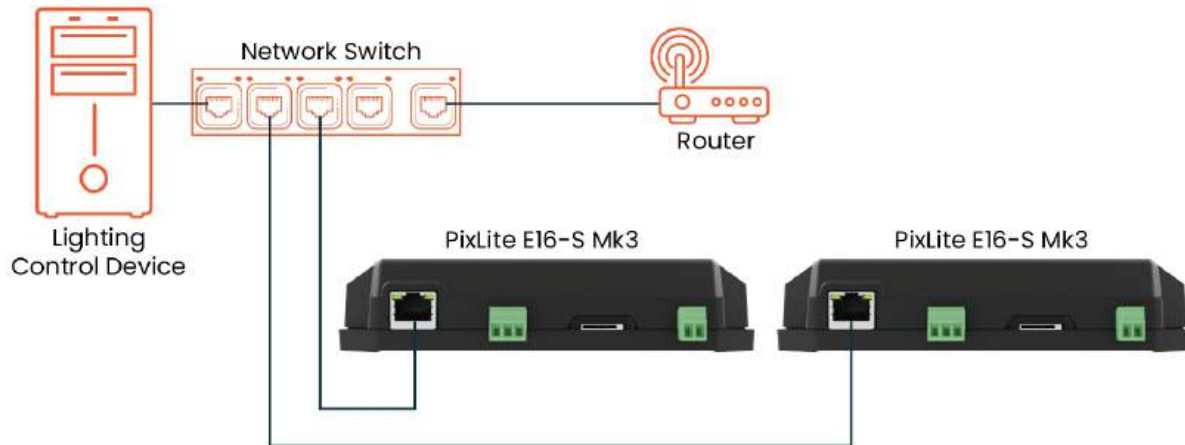 Network Switch
Router
Lighting
Control Device
PixLite E16-S Mk3
PixLite E16-S Mk3